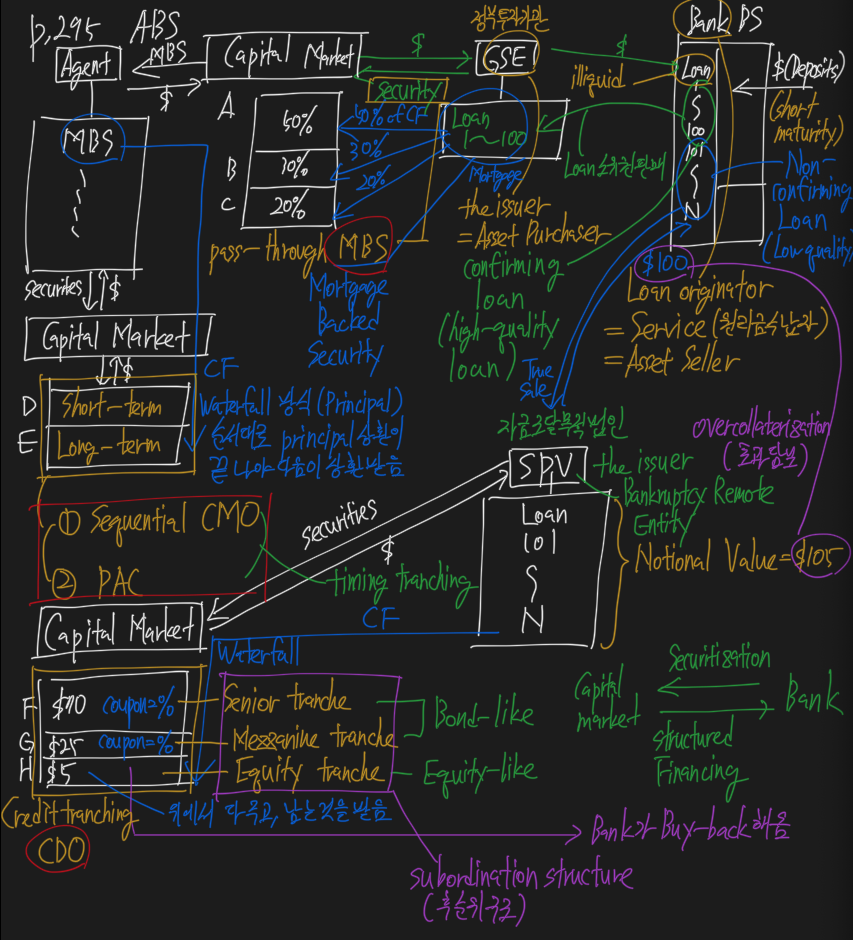 p.295 ABS
Agent
MBS
$
Capital Market
$
security
정부투자기관
GSE
$
illiquid
Bank BS
Loan
1
S
100
101
S
N
$(Deposits)
(short
maturity)
Non-
confirming
Loan
(Low quality)
MBS
A
50%
B
30%
C
20%
50% of CF
30%
20%
Loan
1~100
Mortgage
Loan 소유권 판매
pass-through MBS
Mortgage
Backed
Security
the issuer
= Asset Purchaser
confirming
loan
(high-quality
loan)
$100
Loan originator
= Service (원리금 수납자)
= Asset Seller
True
sale
securites
$
Capital Market
$
CF
D
Short-term
E
Long-term
Waterfall 방식 (Principal)
순서대로 principal 상환이
끝나야 다음이 상환받음
자금조달목적법인
SPV
the issuer
Bankruptcy Remote
Entity
overcollaterisation
(초과담보)
Loan
101
S
N
Notional Value = $105
① Sequential CMO
② PAC
timing tranching
securities
$
Capital Market
CF
Waterfall
F
$70
coupon=%
Senior tranche
G
$25
coupon=%
Mezzanine tranche
H
$5
Equity tranche
Bond-like
Equity-like
Capital
market
Securitisation
Bank
structured
Financing
Credit tranching
위에서 다 먹고, 남는것을 받음
CDO
Bank가 Buy-back해옴
subordination structure
(후순위구조)